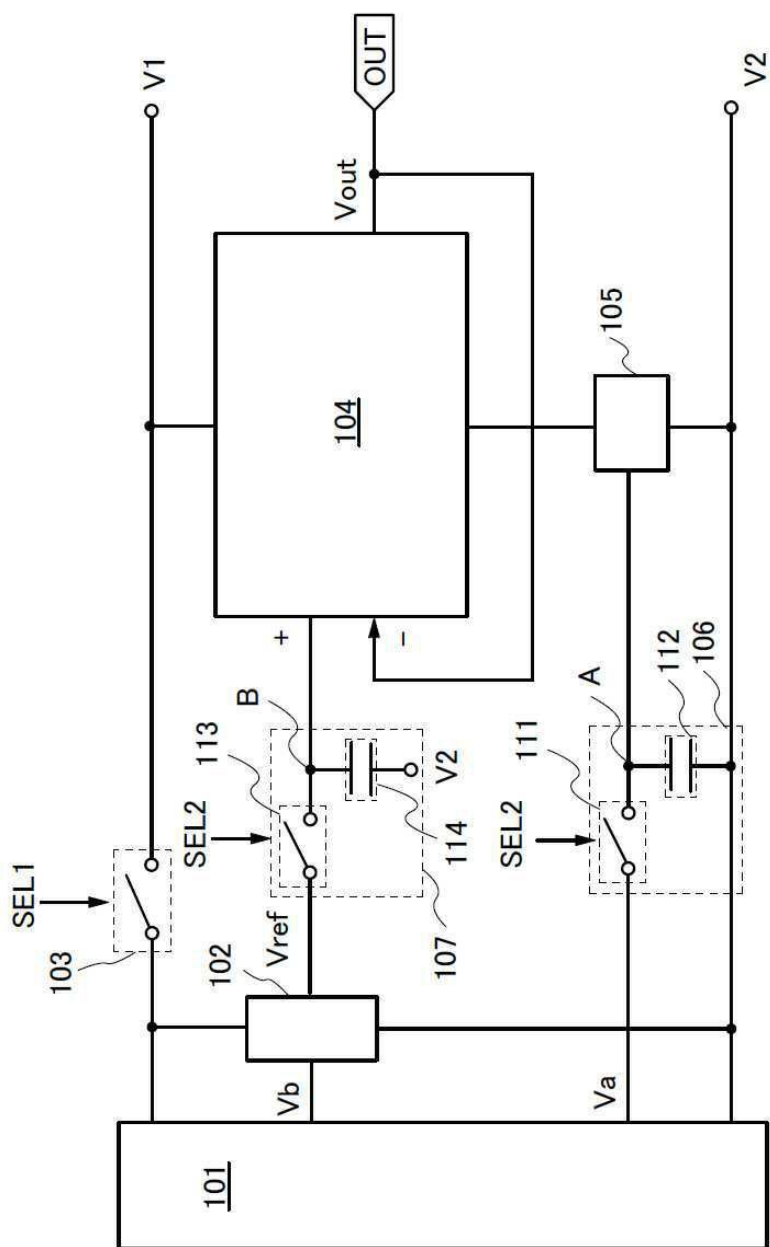 SEL1
103
V1
101
Vb
102
Vref
SEL2
113
B
107
114
V2
+
−
104
Vout
OUT
Va
SEL2
111
A
112
106
105
V2